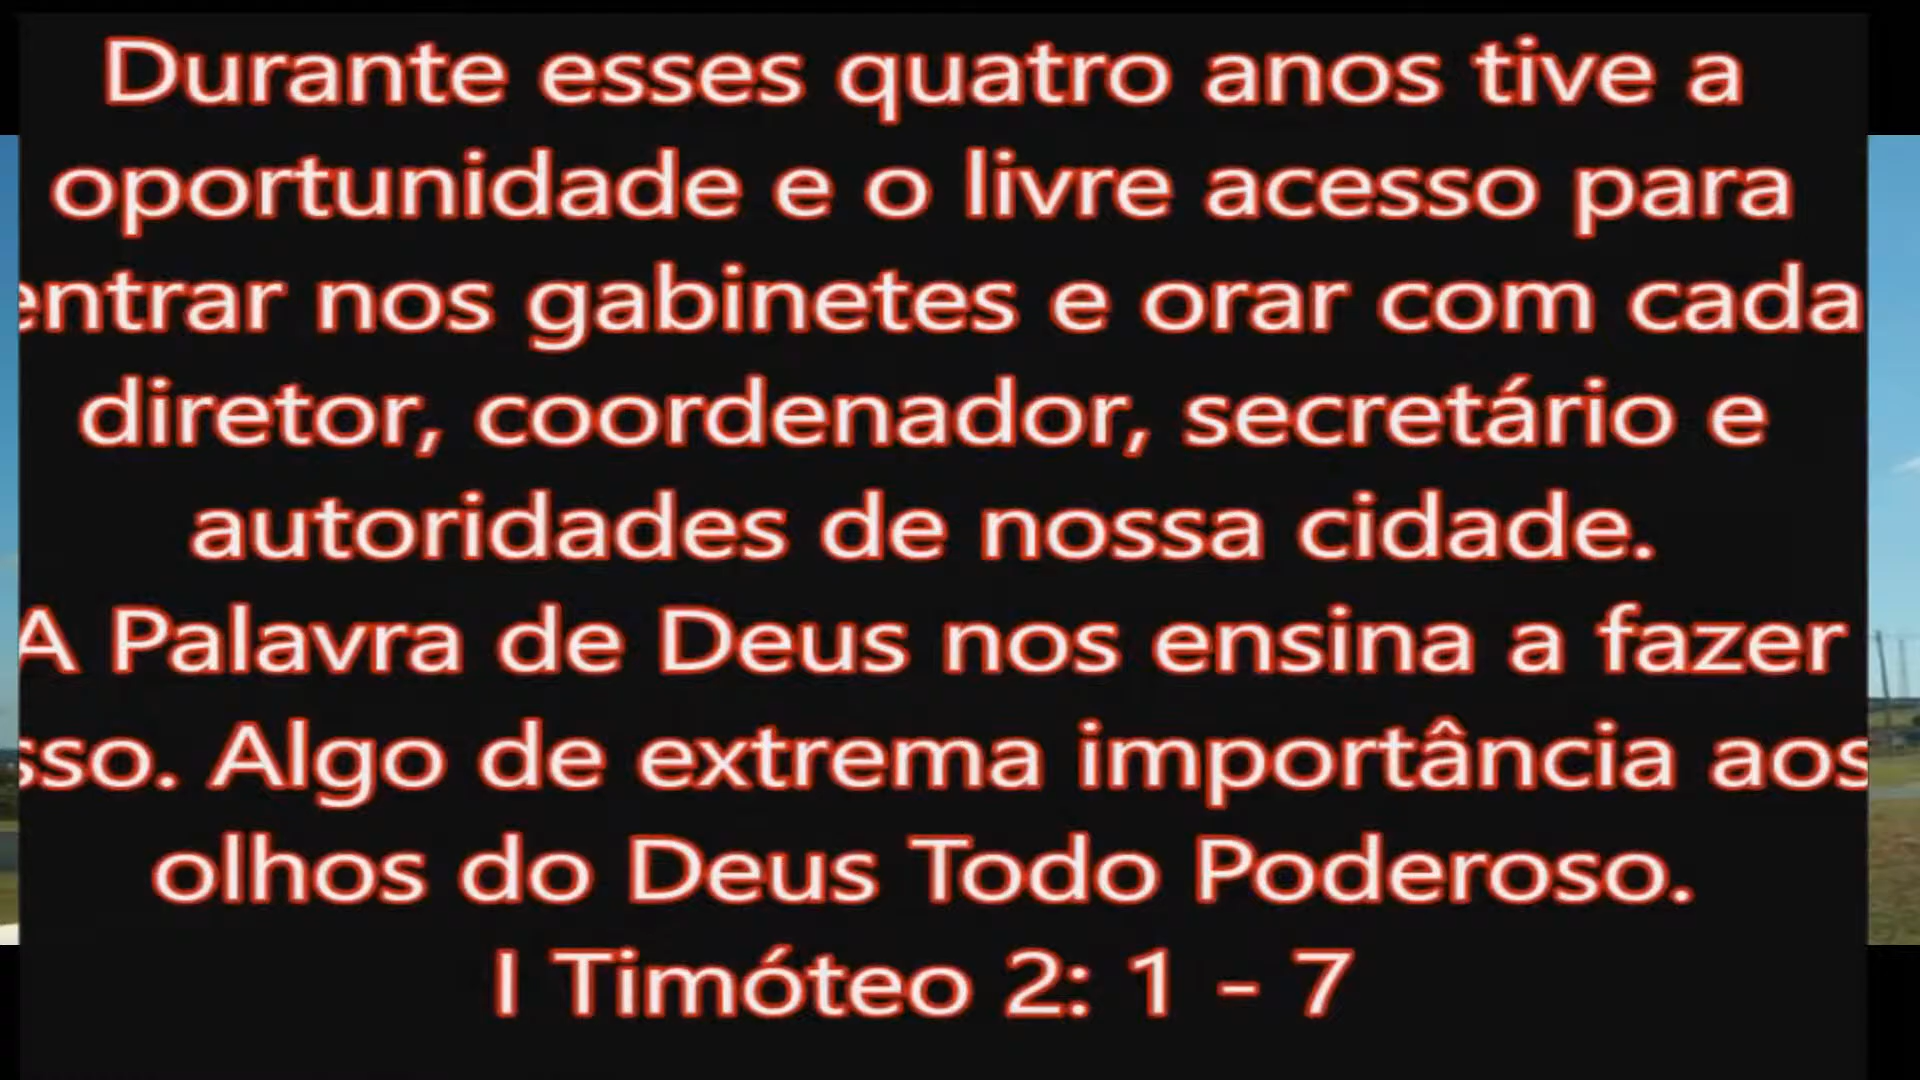 Durante esses quatro anos tive a
oportunidade e o livre acesso para
entrar nos gabinetes e orar com cada
diretor, coordenador, secretário e
autoridades de nossa cidade.
A Palavra de Deus nos ensina a fazer
sso. Algo de extrema importância aos
olhos do Deus Todo Poderoso.
I Timóteo 2: 1 - 7